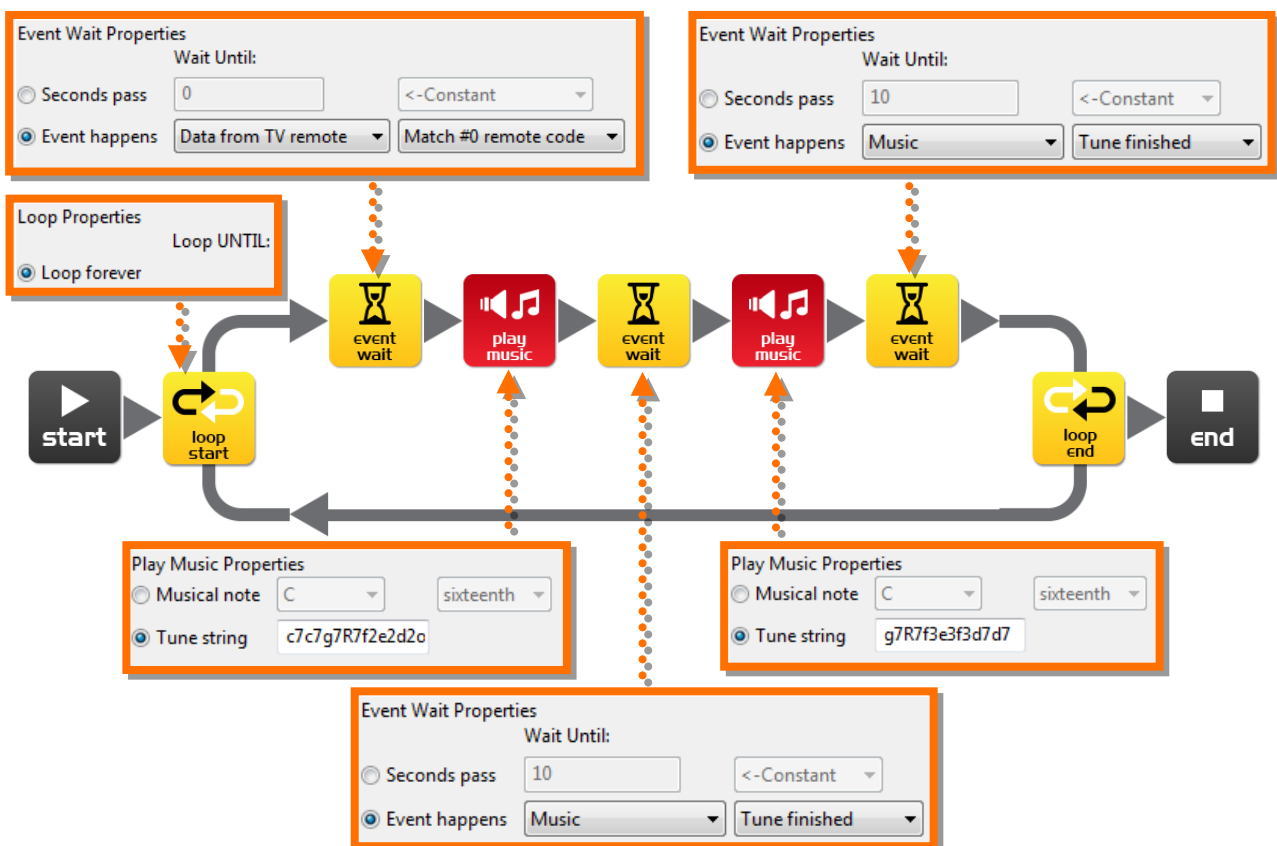 Event Wait Properties
Wait Until:
Seconds pass 0 <-Constant
Event happens Data from TV remote Match #0 remote code
Event Wait Properties
Wait Until:
Seconds pass 10 <-Constant
Event happens Music Tune finished
Loop Properties
Loop UNTIL:
Loop forever
start
loop
start
event
wait
play
music
event
wait
play
music
event
wait
loop
end
end
Play Music Properties
Musical note C sixteenth
Tune string c7c7g7R7f2e2d2o
Play Music Properties
Musical note C sixteenth
Tune string g7R7f3e3f3d7d7
Event Wait Properties
Wait Until:
Seconds pass 10 <-Constant
Event happens Music Tune finished